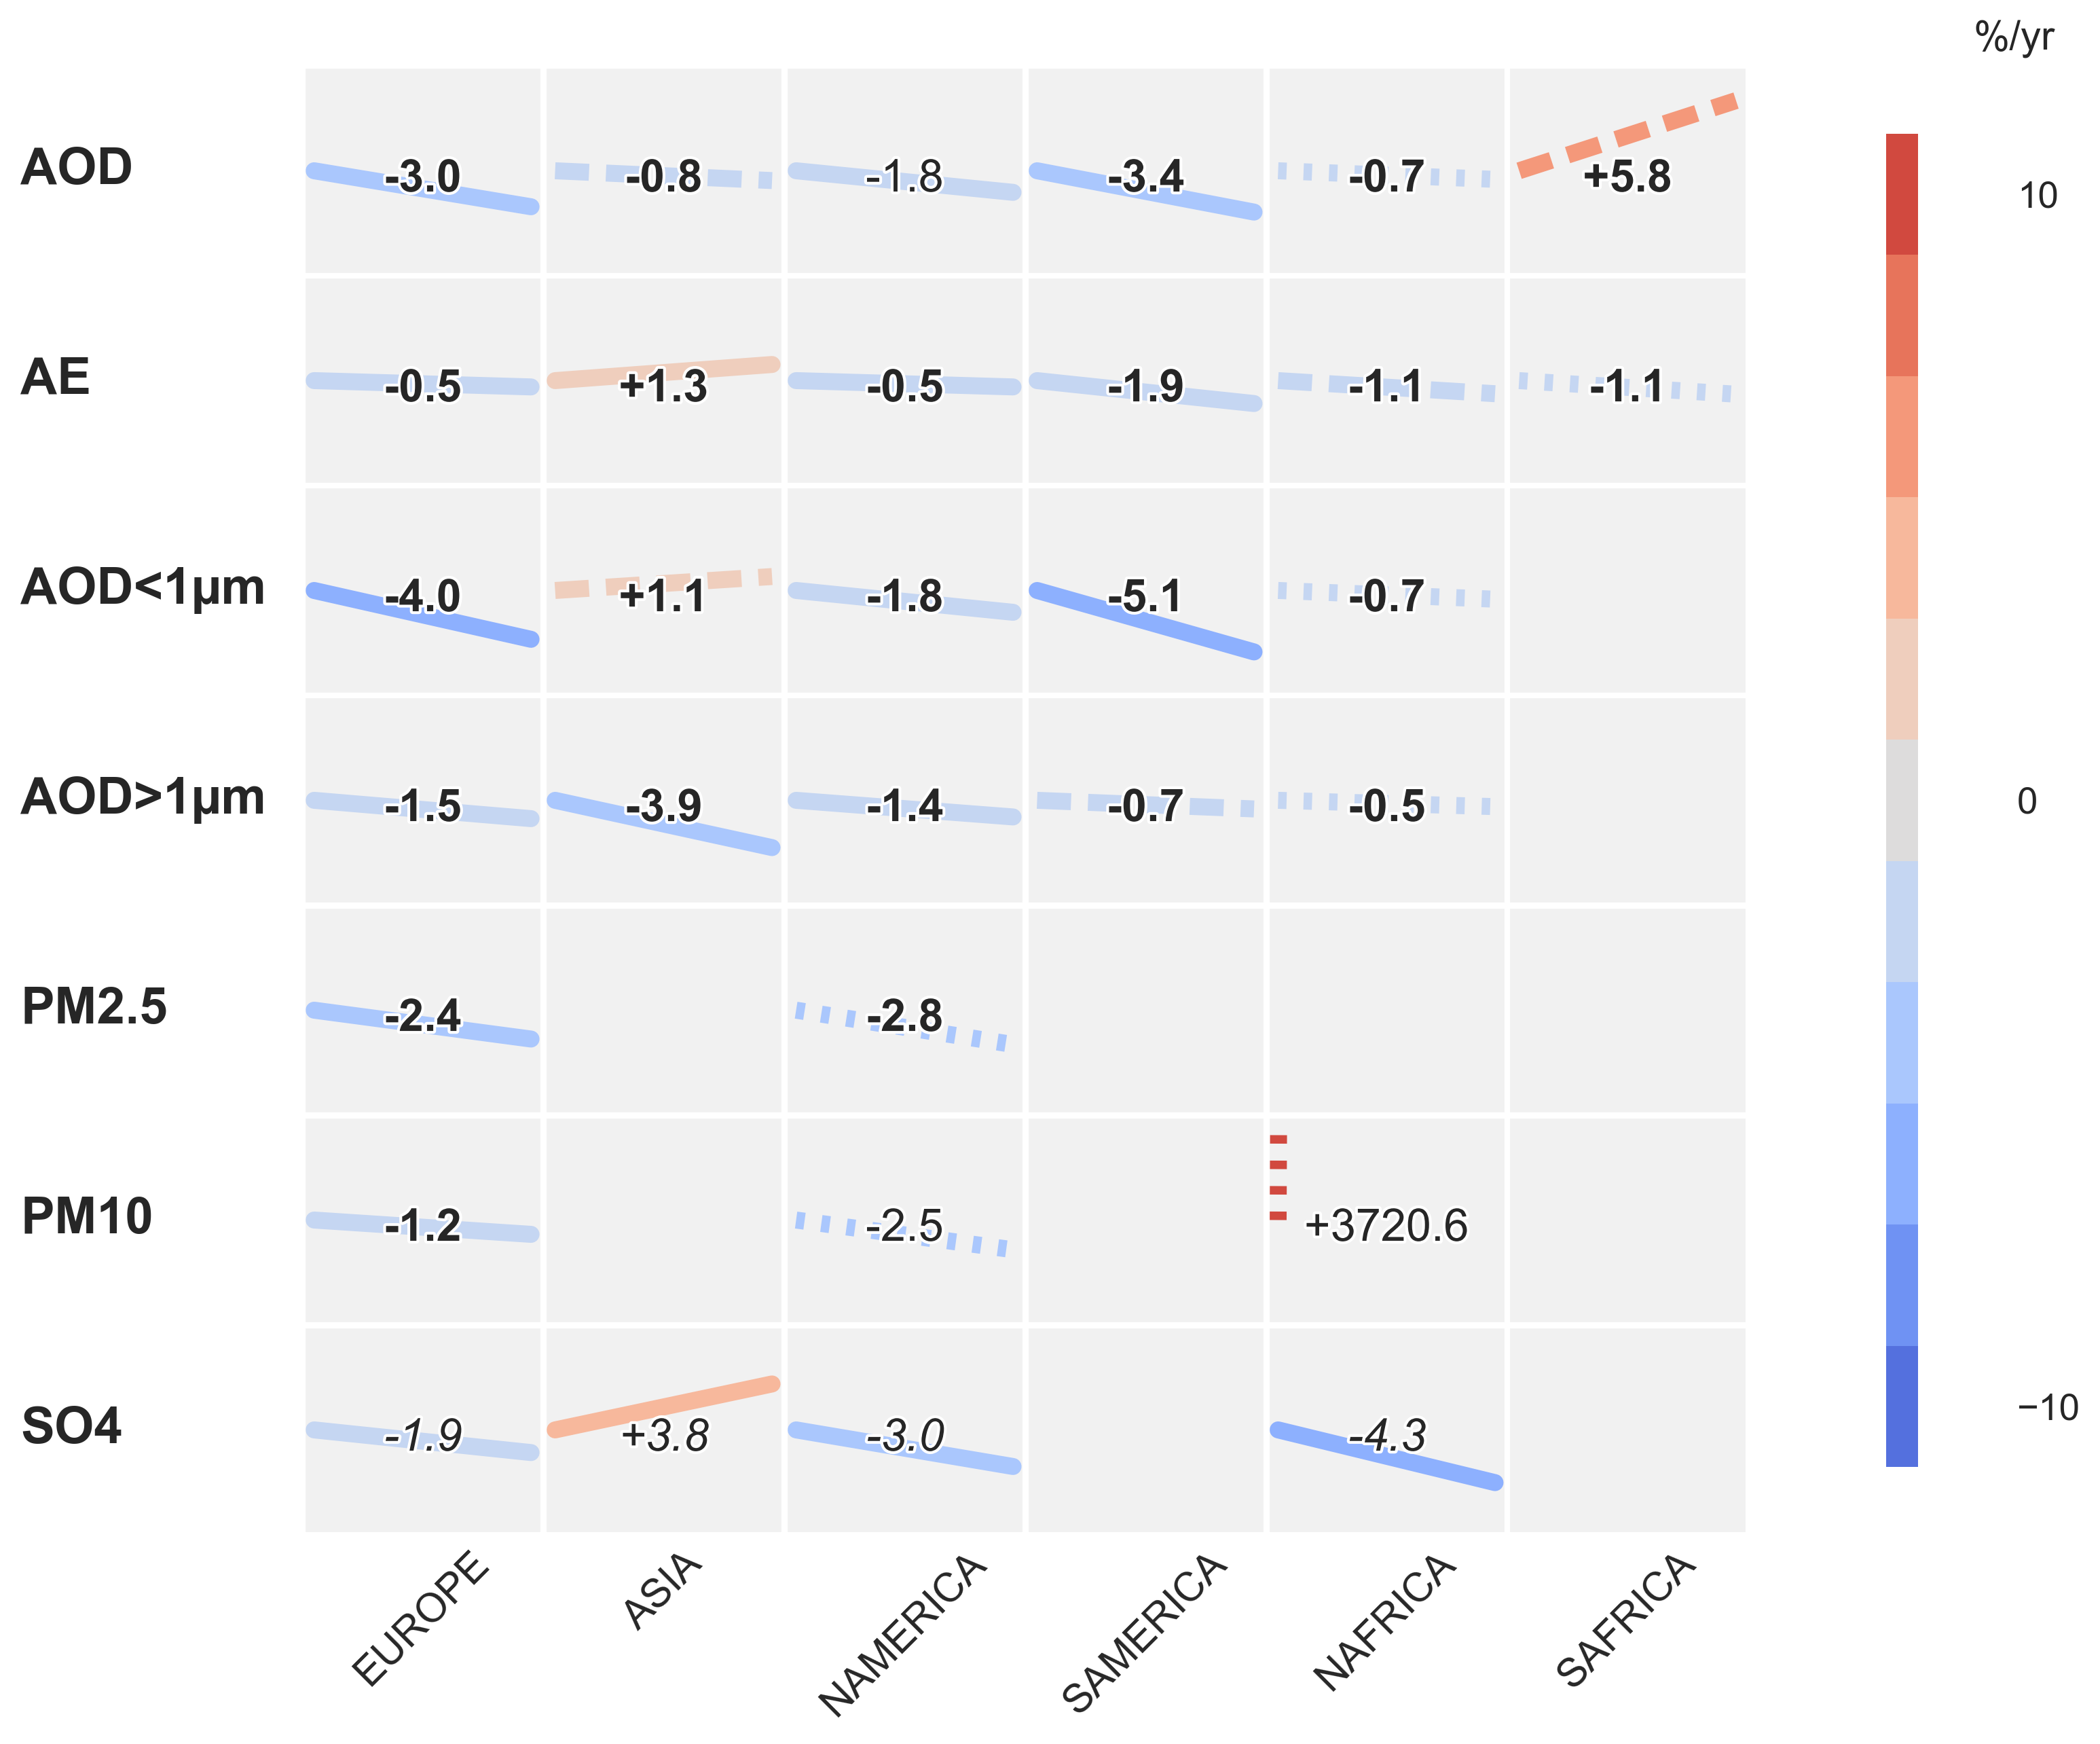 %/yr
AOD -3.0 -0.8 -1.8 -3.4 -0.7 +5.8
10
AE -0.5 +1.3 -0.5 -1.9 -1.1 -1.1
AOD<1µm -4.0 +1.1 -1.8 -5.1 -0.7
AOD>1µm -1.5 -3.9 -1.4 -0.7 -0.5
0
PM2.5 -2.4 -2.8
PM10 -1.2 -2.5 +3720.6
SO4 -1.9 +3.8 -3.0 -4.3
−10
EUROPE ASIA NAMERICA SAMERICA NAFRICA SAFRICA